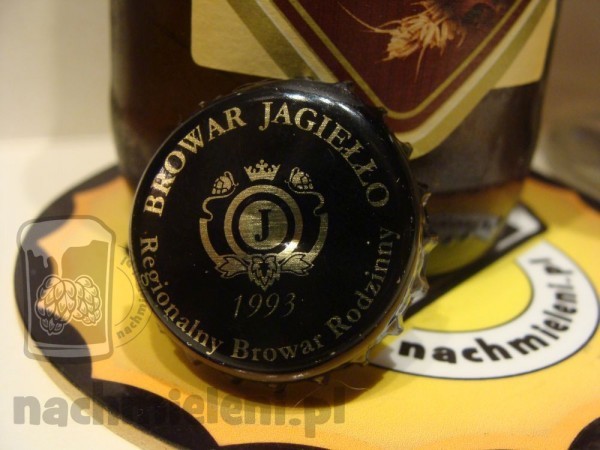 BROWAR JAGIEŁŁO
J
1993
Regionalny Browar Rodzinny
nachmieleni.pl
nachmieleni.pl